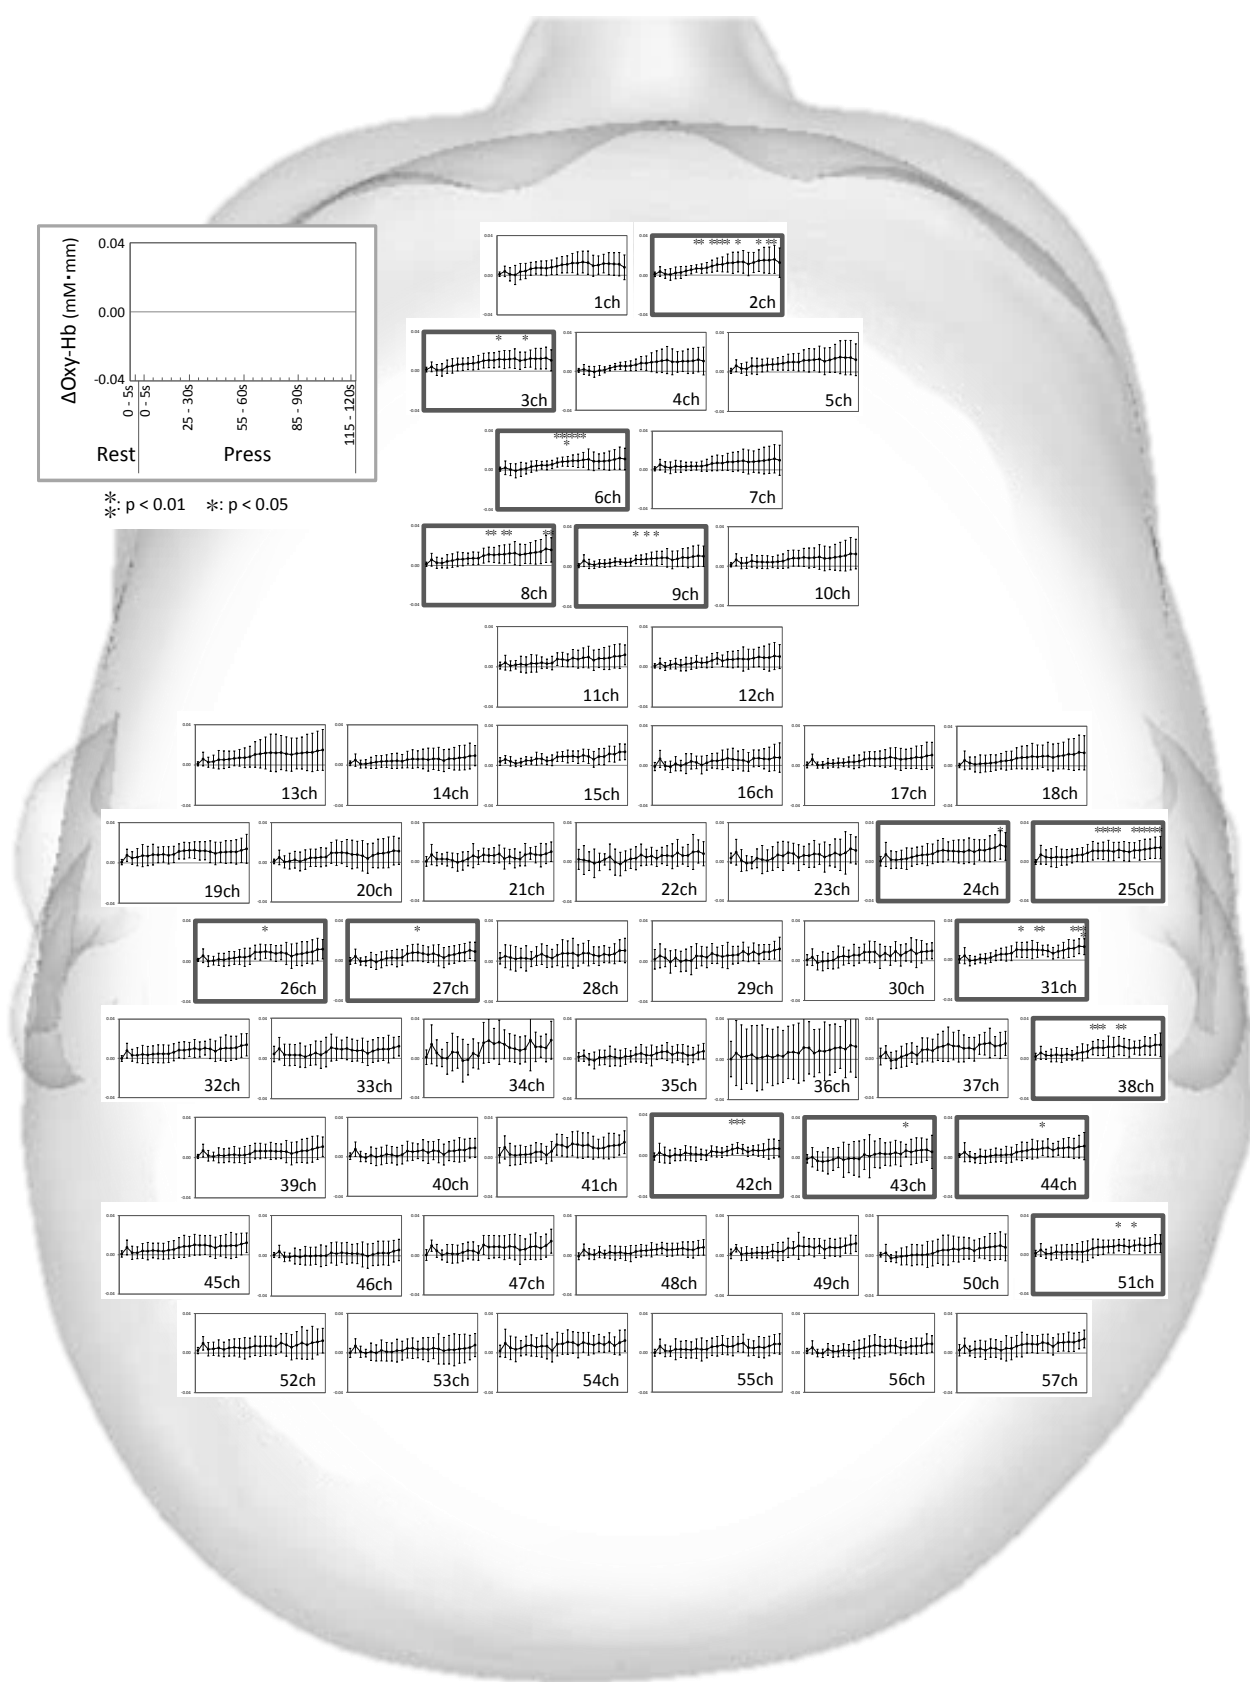 ΔOxy-Hb (mM・mm)
0.04
0.00
-0.04
0 - 5s
0 - 5s
25 - 30s
55 - 60s
85 - 90s
115 - 120s
Rest
Press
**: p < 0.01 *: p < 0.05
1ch 2ch
3ch 4ch 5ch
6ch 7ch
8ch 9ch 10ch
11ch 12ch
13ch 14ch 15ch 16ch 17ch 18ch
19ch 20ch 21ch 22ch 23ch 24ch 25ch
26ch 27ch 28ch 29ch 30ch 31ch
32ch 33ch 34ch 35ch 36ch 37ch 38ch
39ch 40ch 41ch 42ch 43ch 44ch
45ch 46ch 47ch 48ch 49ch 50ch 51ch
52ch 53ch 54ch 55ch 56ch 57ch